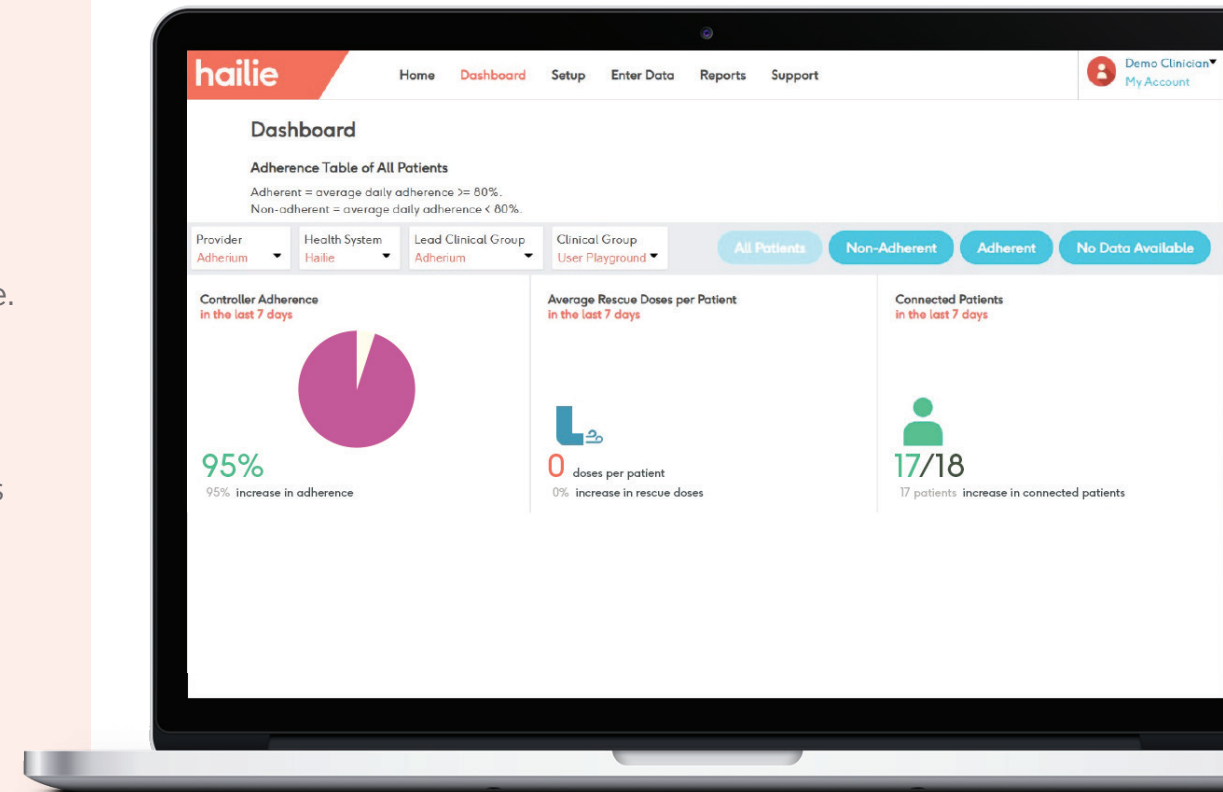 hailie
Home Dashboard Setup Enter Data Reports Support
Demo Clinician
My Account
Dashboard
Adherence Table of All Patients
Adherent = average daily adherence >= 80%.
Non-adherent = average daily adherence < 80%.
Provider
Adherium
Health System
Hailie
Lead Clinical Group
Adherium
Clinical Group
User Playground
All Patients
Non-Adherent
Adherent
No Data Available
Controller Adherence
in the last 7 days
95%
95% increase in adherence
Average Rescue Doses per Patient
in the last 7 days
0 doses per patient
0% increase in rescue doses
Connected Patients
in the last 7 days
17/18
17 patients increase in connected patients